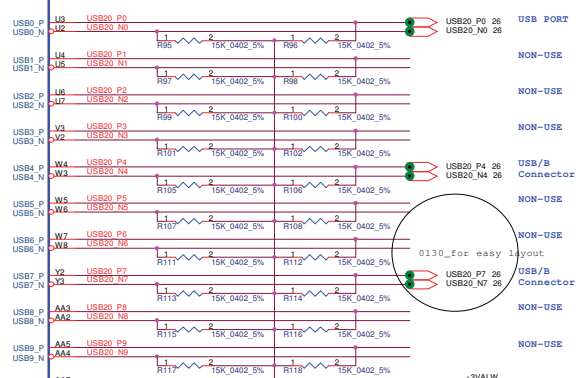 USB0_P U3 USB20_P0 USB20_P0 26 USB PORT
USB0_N U2 USB20_N0 USB20_N0 26
1 2 1 2
R95 15K_0402_5% R96 15K_0402_5%
USB1_P U4 USB20_P1 NON-USE
USB1_N U5 USB20_N1
1 2 1 2
R97 15K_0402_5% R98 15K_0402_5%
USB2_P U6 USB20_P2 NON-USE
USB2_N U7 USB20_N2
1 2 1 2
R99 15K_0402_5% R100 15K_0402_5%
USB3_P V3 USB20_P3 NON-USE
USB3_N V2 USB20_N3
1 2 1 2
R101 15K_0402_5% R102 15K_0402_5%
USB4_P W4 USB20_P4 USB20_P4 26 USB/B
USB4_N W3 USB20_N4 USB20_N4 26 Connector
1 2 1 2
R105 15K_0402_5% R106 15K_0402_5%
USB5_P W5 USB20_P5 NON-USE
USB5_N W6 USB20_N5
1 2 1 2
R107 15K_0402_5% R108 15K_0402_5%
USB6_P W7 USB20_P6 NON-USE
USB6_N W8 USB20_N6
0130_for easy layout
1 2 1 2
R111 15K_0402_5% R112 15K_0402_5%
USB7_P Y2 USB20_P7 USB20_P7 26 USB/B
USB7_N Y3 USB20_N7 USB20_N7 26 Connector
1 2 1 2
R113 15K_0402_5% R114 15K_0402_5%
USB8_P AA3 USB20_P8 NON-USE
USB8_N AA2 USB20_N8
1 2 1 2
R115 15K_0402_5% R116 15K_0402_5%
USB9_P AA5 USB20_P9 NON-USE
USB9_N AA4 USB20_N9
1 2 1 2
R117 15K_0402_5% R118 15K_0402_5%